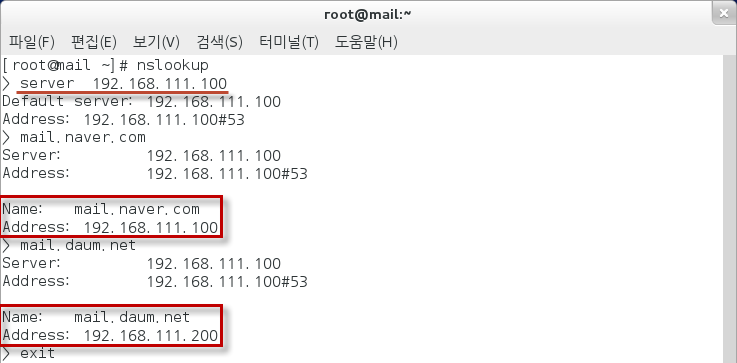 root@mail:~
파일(F) 편집(E) 보기(V) 검색(S) 터미널(T) 도움말(H)
[root@mail ~]# nslookup
> server 192.168.111.100
Default server: 192.168.111.100
Address: 192.168.111.100#53
> mail.naver.com
Server: 192.168.111.100
Address: 192.168.111.100#53
Name: mail.naver.com
Address: 192.168.111.100
> mail.daum.net
Server: 192.168.111.100
Address: 192.168.111.100#53
Name: mail.daum.net
Address: 192.168.111.200
> exit